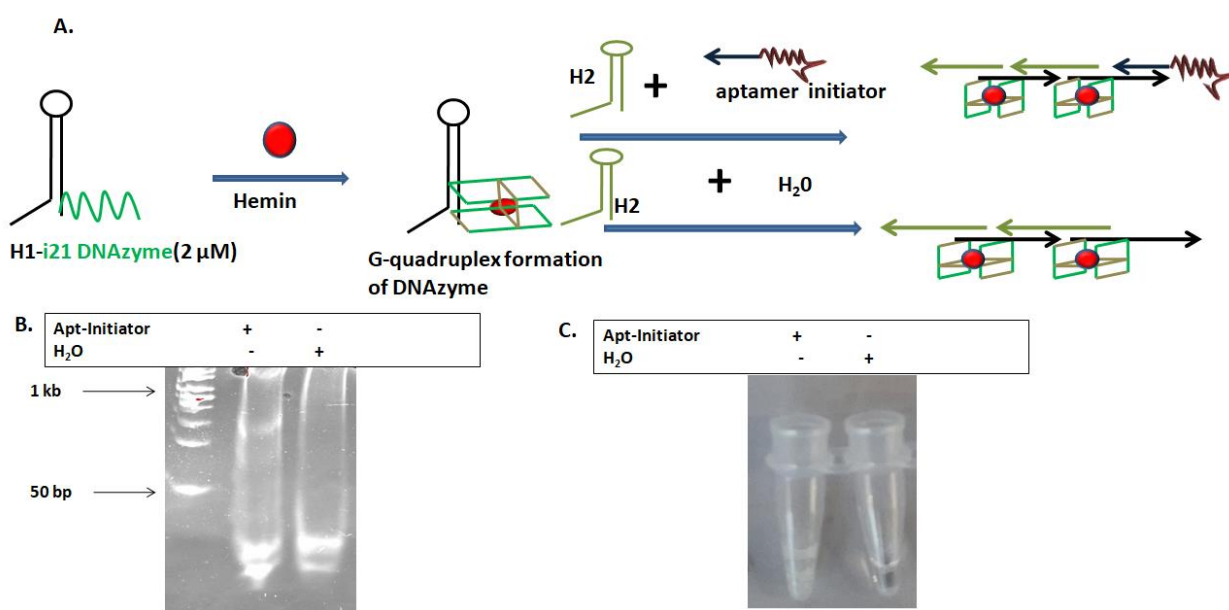 A.
H2
+
aptamer initiator
Hemin
+
H₂0
H2
H1-i21 DNAzyme(2 µM)
G-quadruplex formation
of DNAzyme
B.
Apt-Initiator + -
H₂O - +
1 kb
50 bp
C.
Apt-Initiator + -
H₂O - +